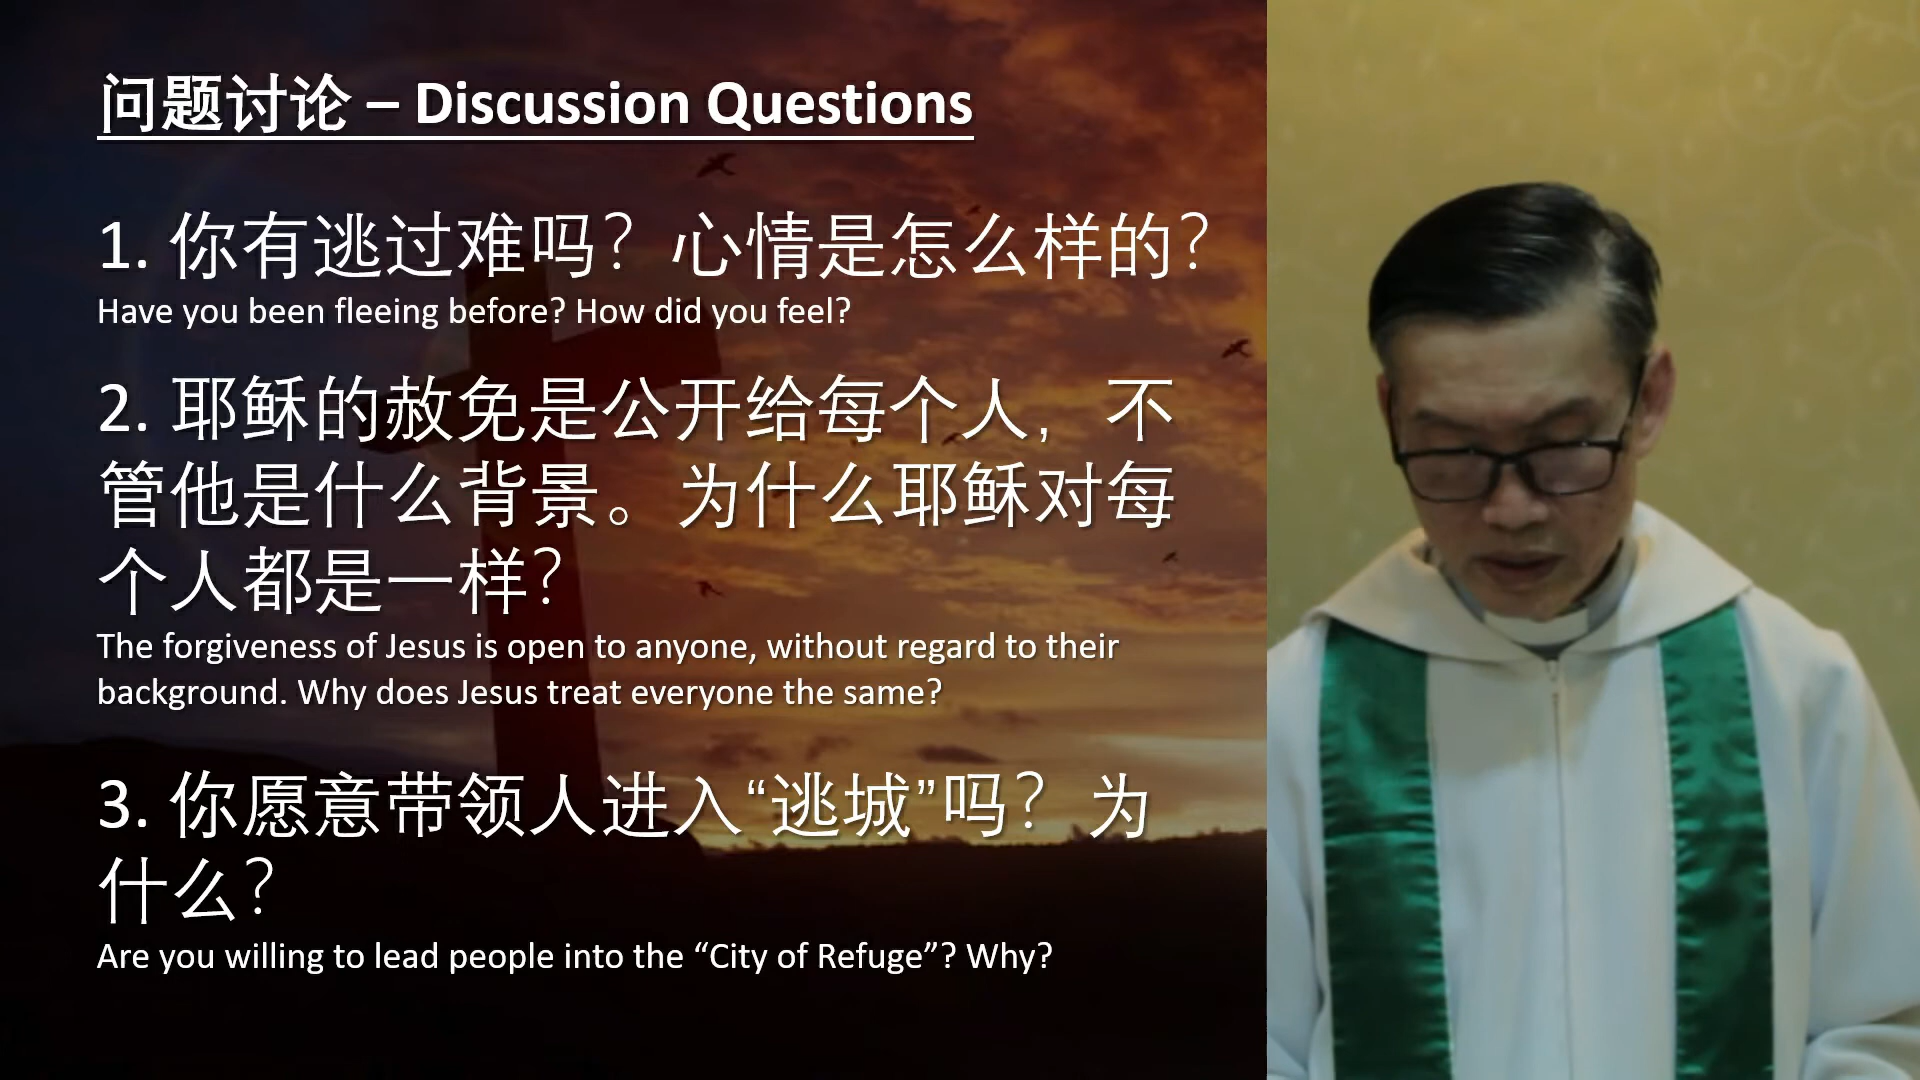 问题讨论 – Discussion Questions
1. 你有逃过难吗？心情是怎么样的？
Have you been fleeing before? How did you feel?
2. 耶稣的赦免是公开给每个人，不
管他是什么背景。为什么耶稣对每
个人都是一样？
The forgiveness of Jesus is open to anyone, without regard to their
background. Why does Jesus treat everyone the same?
3. 你愿意带领人进入“逃城”吗？为
什么？
Are you willing to lead people into the “City of Refuge”? Why?